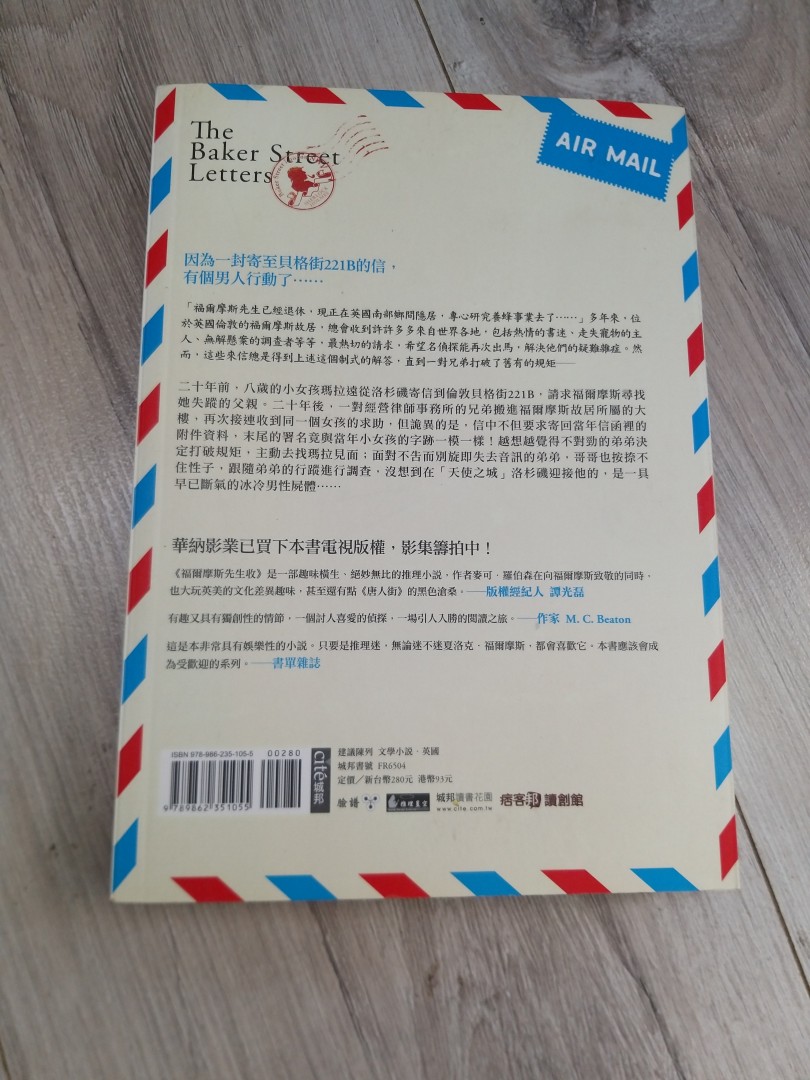 The
Baker Street
Letters
AIR MAIL
因為一封寄至貝格街221B的信，
有個男人行動了……
「福爾摩斯先生已經退休，現正在英國南部鄉間隱居，專心研究養蜂事業去了……」多年來，位
於英國倫敦的福爾摩斯故居，總會收到許許多多來自世界各地，包括熱情的書迷、走失寵物的主
人、無解懸案的調查者等等，最熱切的請求，希望名偵探能再次出馬，解決他們的疑難雜症。然
而，這些來信總是得到上述這個制式的解答，直到一對兄弟打破了舊有的規矩──
二十年前，八歲的小女孩瑪拉遠從洛杉磯寄信到倫敦貝格街221B，請求福爾摩斯尋找
她失蹤的父親。二十年後，一對經營律師事務所的兄弟搬進福爾摩斯故居所屬的大
樓，再次接連收到同一個女孩的求助，但詭異的是，信中不但要求寄回當年信函裡的
附件資料，末尾的署名竟與當年小女孩的字跡一模一樣！越想越覺得不對勁的弟弟決
定打破規矩，主動去找瑪拉見面；面對不告而別旋即失去音訊的弟弟，哥哥也按捺不
住性子，跟隨弟弟的行蹤進行調查，沒想到在「天使之城」洛杉磯迎接他的，是一具
早已斷氣的冰冷男性屍體……
華納影業已買下本書電視版權，影集籌拍中！
《福爾摩斯先生收》是一部趣味橫生、絕妙無比的推理小說，作者麥可．羅伯森在向福爾摩斯致敬的同時，
也大玩英美的文化差異趣味，甚至還有點《唐人街》的黑色滄桑。──版權經紀人 譚光磊
有趣又具有獨創性的情節，一個討人喜愛的偵探，一場引人入勝的閱讀之旅。──作家 M. C. Beaton
這是本非常具有娛樂性的小說。只要是推理迷，無論迷不迷夏洛克．福爾摩斯，都會喜歡它。本書應該會成
為受歡迎的系列。──書單雜誌
ISBN 978-986-235-105-5 00280
9 789862 351055
cité城邦
建議陳列 文學小說．英國
城邦書號 FR6504
定價／新台幣280元 港幣93元
臉譜 推理星空 城邦讀書花園 痞客邦 讀創館
www.cite.com.tw